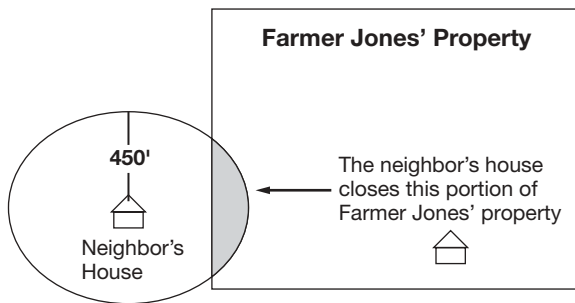 Farmer Jones’ Property
450'
Neighbor’s
House
The neighbor’s house
closes this portion of
Farmer Jones’ property